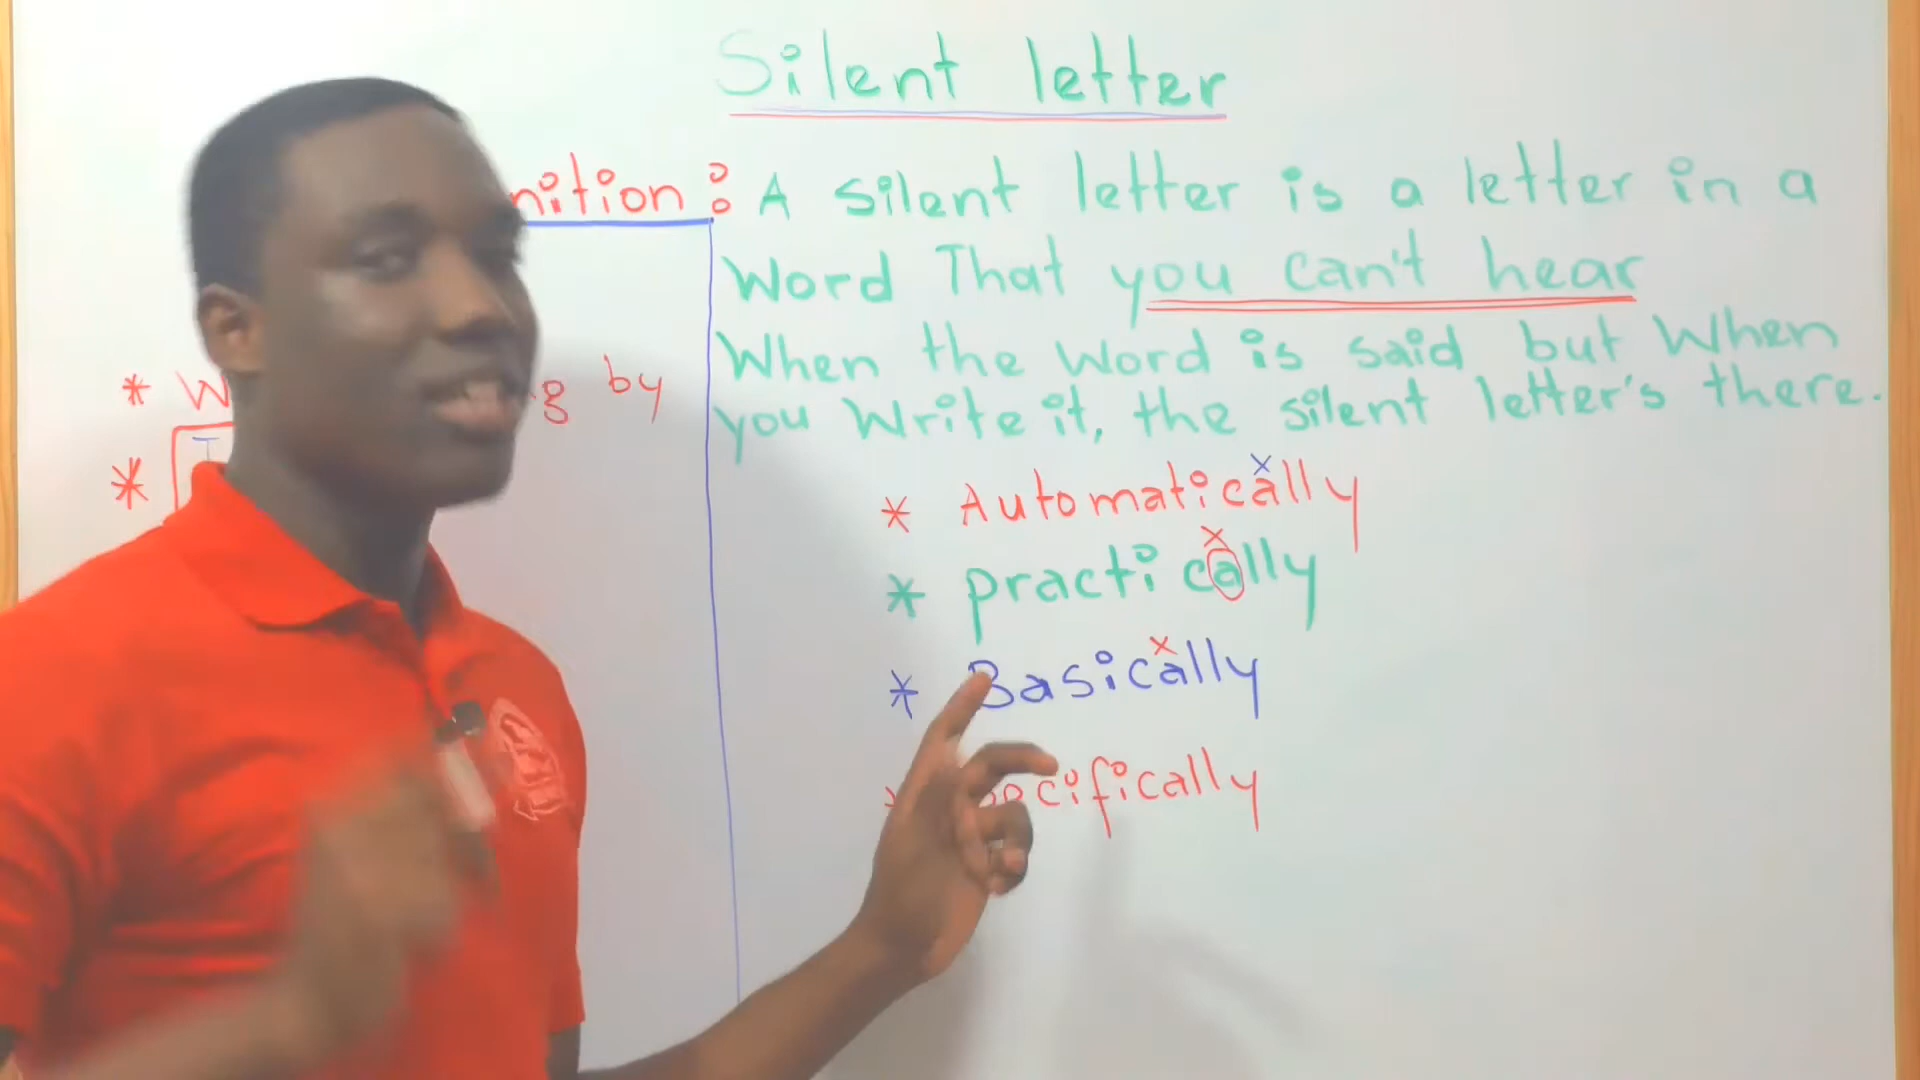 Silent letter
nition : A silent letter is a letter in a
Word That you can't hear
When the word is said but when
you write it, the silent letter's there.
* W g by
*
* Automatically
* practically
* Basically
* ecifically